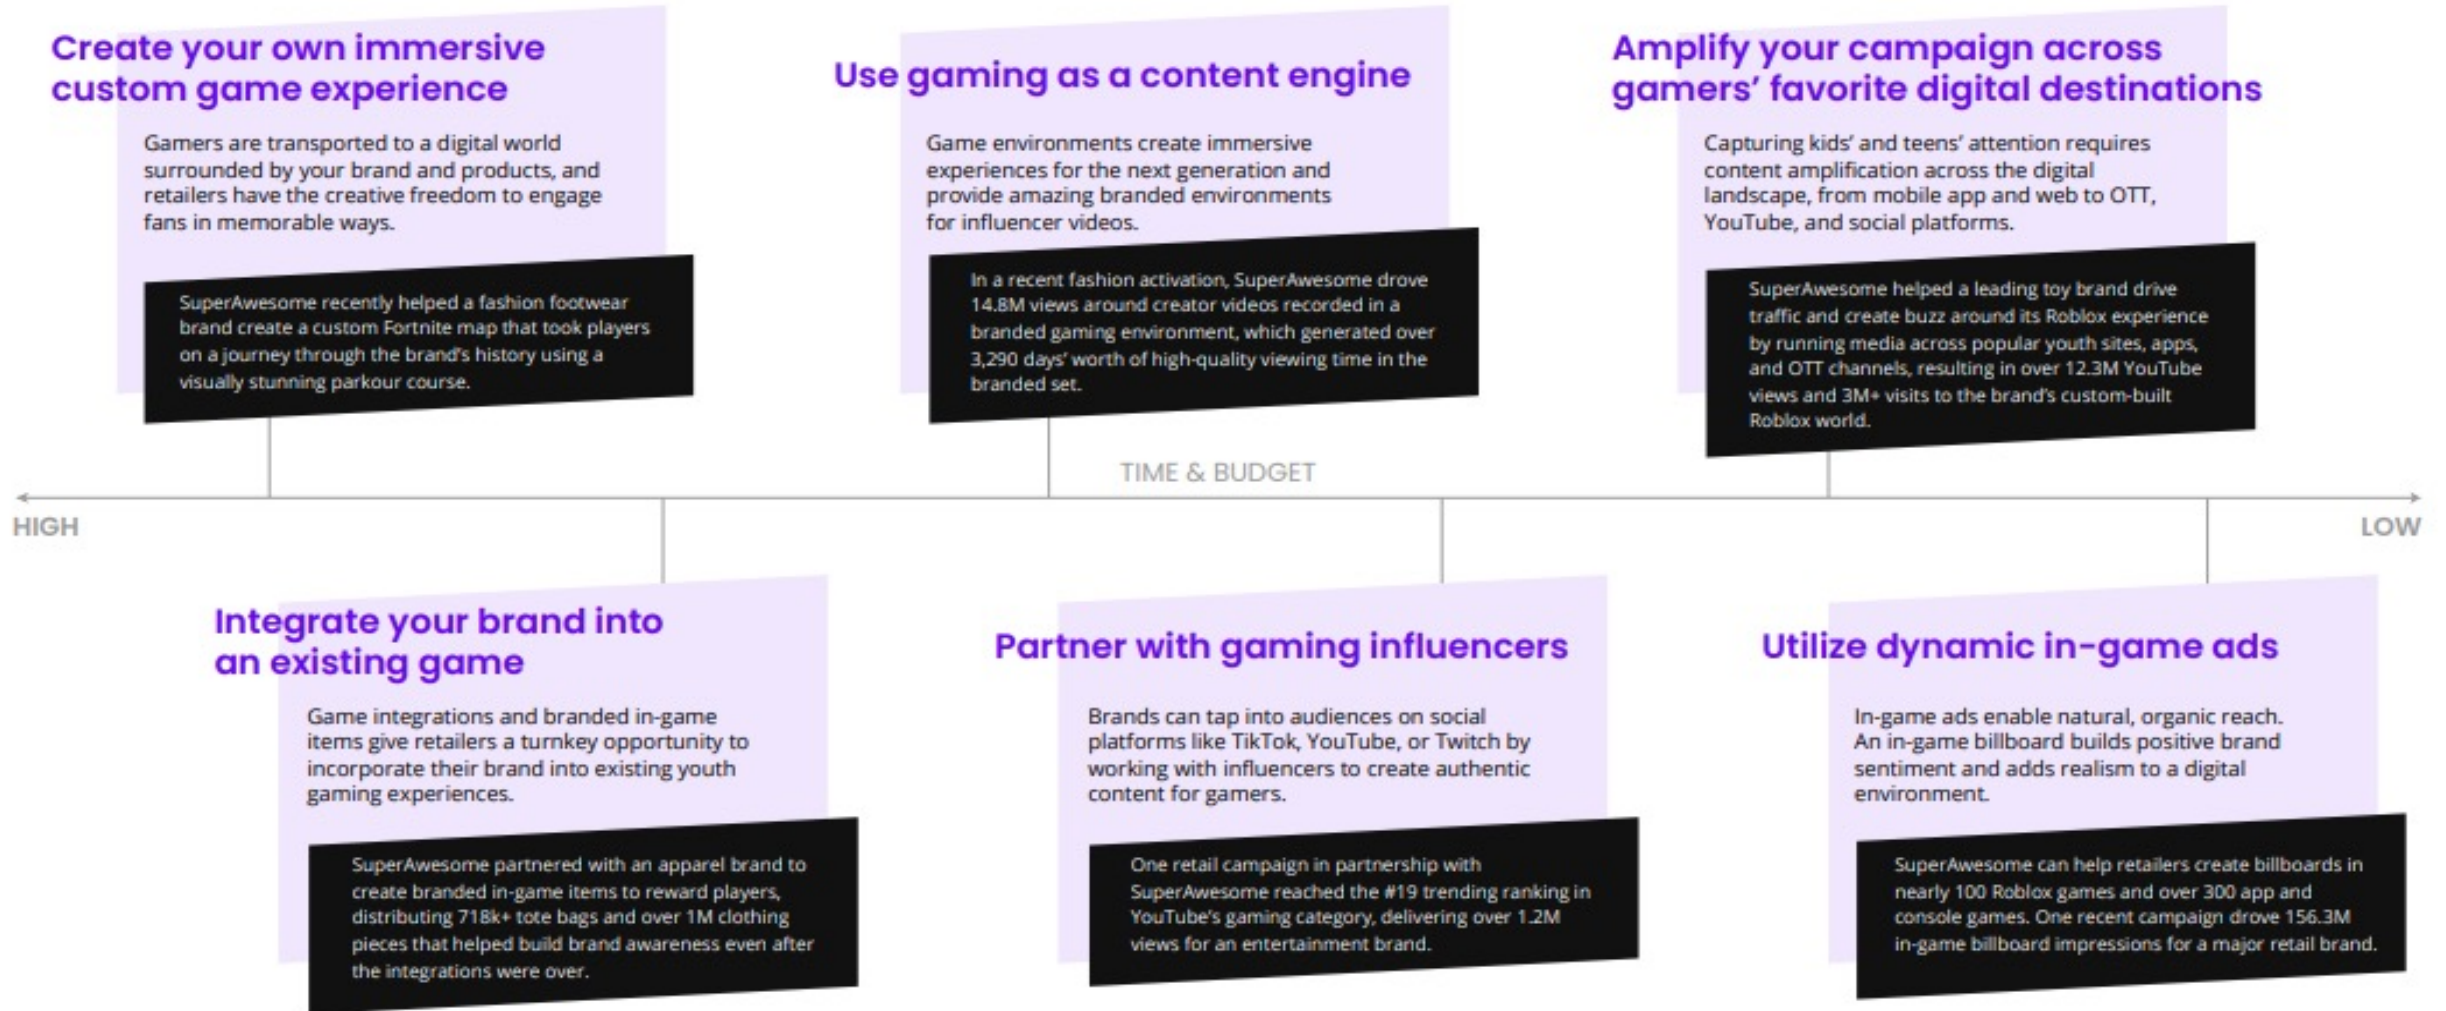 Create your own immersive
custom game experience
Gamers are transported to a digital world
surrounded by your brand and products, and
retailers have the creative freedom to engage
fans in memorable ways.
SuperAwesome recently helped a fashion footwear
brand create a custom Fortnite map that took players
on a journey through the brand's history using a
visually stunning parkour course.
Use gaming as a content engine
Game environments create immersive
experiences for the next generation and
provide amazing branded environments
for influencer videos.
In a recent fashion activation, SuperAwesome drove
14.8M views around creator videos recorded in a
branded gaming environment, which generated over
3,290 days' worth of high-quality viewing time in the
branded set.
Amplify your campaign across
gamers' favorite digital destinations
Capturing kids' and teens' attention requires
content amplification across the digital
landscape, from mobile app and web to OTT,
YouTube, and social platforms.
SuperAwesome helped a leading toy brand drive
traffic and create buzz around its Roblox experience
by running media across popular youth sites, apps,
and OTT channels, resulting in over 12.3M YouTube
views and 3M+ visits to the brand's custom-built
Roblox world.
TIME & BUDGET
HIGH
LOW
Integrate your brand into
an existing game
Game integrations and branded in-game
items give retailers a turnkey opportunity to
incorporate their brand into existing youth
gaming experiences.
SuperAwesome partnered with an apparel brand to
create branded in-game items to reward players,
distributing 718k+ tote bags and over 1M clothing
pieces that helped build brand awareness even after
the integrations were over.
Partner with gaming influencers
Brands can tap into audiences on social
platforms like TikTok, YouTube, or Twitch by
working with influencers to create authentic
content for gamers.
One retail campaign in partnership with
SuperAwesome reached the #19 trending ranking in
YouTube's gaming category, delivering over 1.2M
views for an entertainment brand.
Utilize dynamic in-game ads
In-game ads enable natural, organic reach.
An in-game billboard builds positive brand
sentiment and adds realism to a digital
environment.
SuperAwesome can help retailers create billboards in
nearly 100 Roblox games and over 300 app and
console games. One recent campaign drove 156.3M
in-game billboard impressions for a major retail brand.